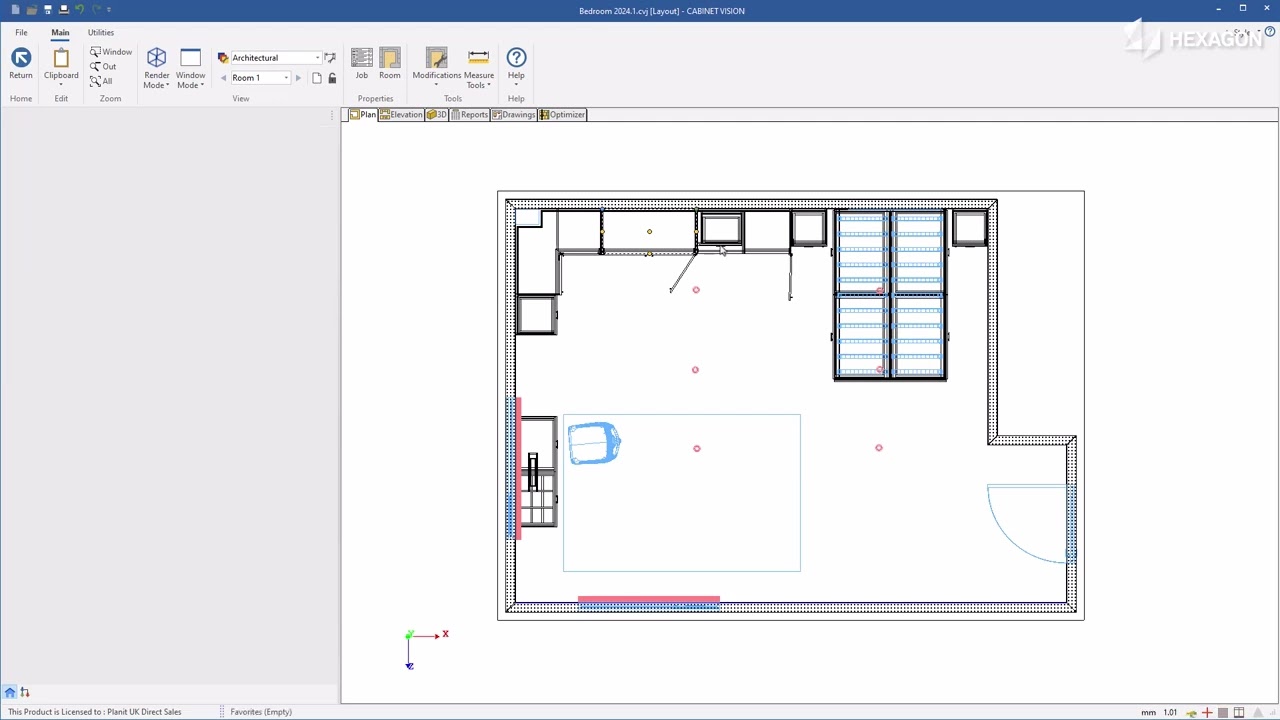 Bedroom 2024.1.cvj [Layout] - CABINET VISION
File
Main
Utilities
HEXAGON
Return
Clipboard
Window
Out
All
Render
Mode
Window
Mode
Architectural
Room 1
Job
Room
Modifications
Measure
Tools
Help
Home
Edit
Zoom
View
Properties
Tools
Help
Plan
Elevation
3D
Reports
Drawings
Optimizer
Y
X
Z
This Product is Licensed to : Planit UK Direct Sales
Favorites (Empty)
mm
1.01